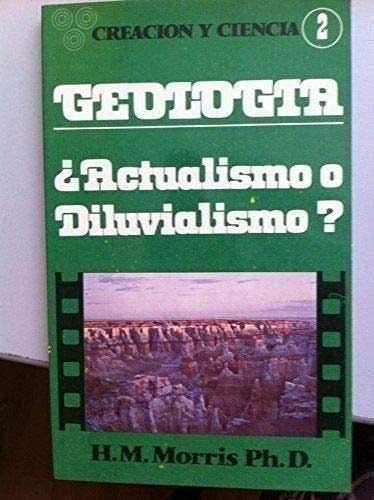 CREACION Y CIENCIA 2
GEOLOGIA
¿Actualismo o
Diluvialismo?
H.M. Morris Ph.D.